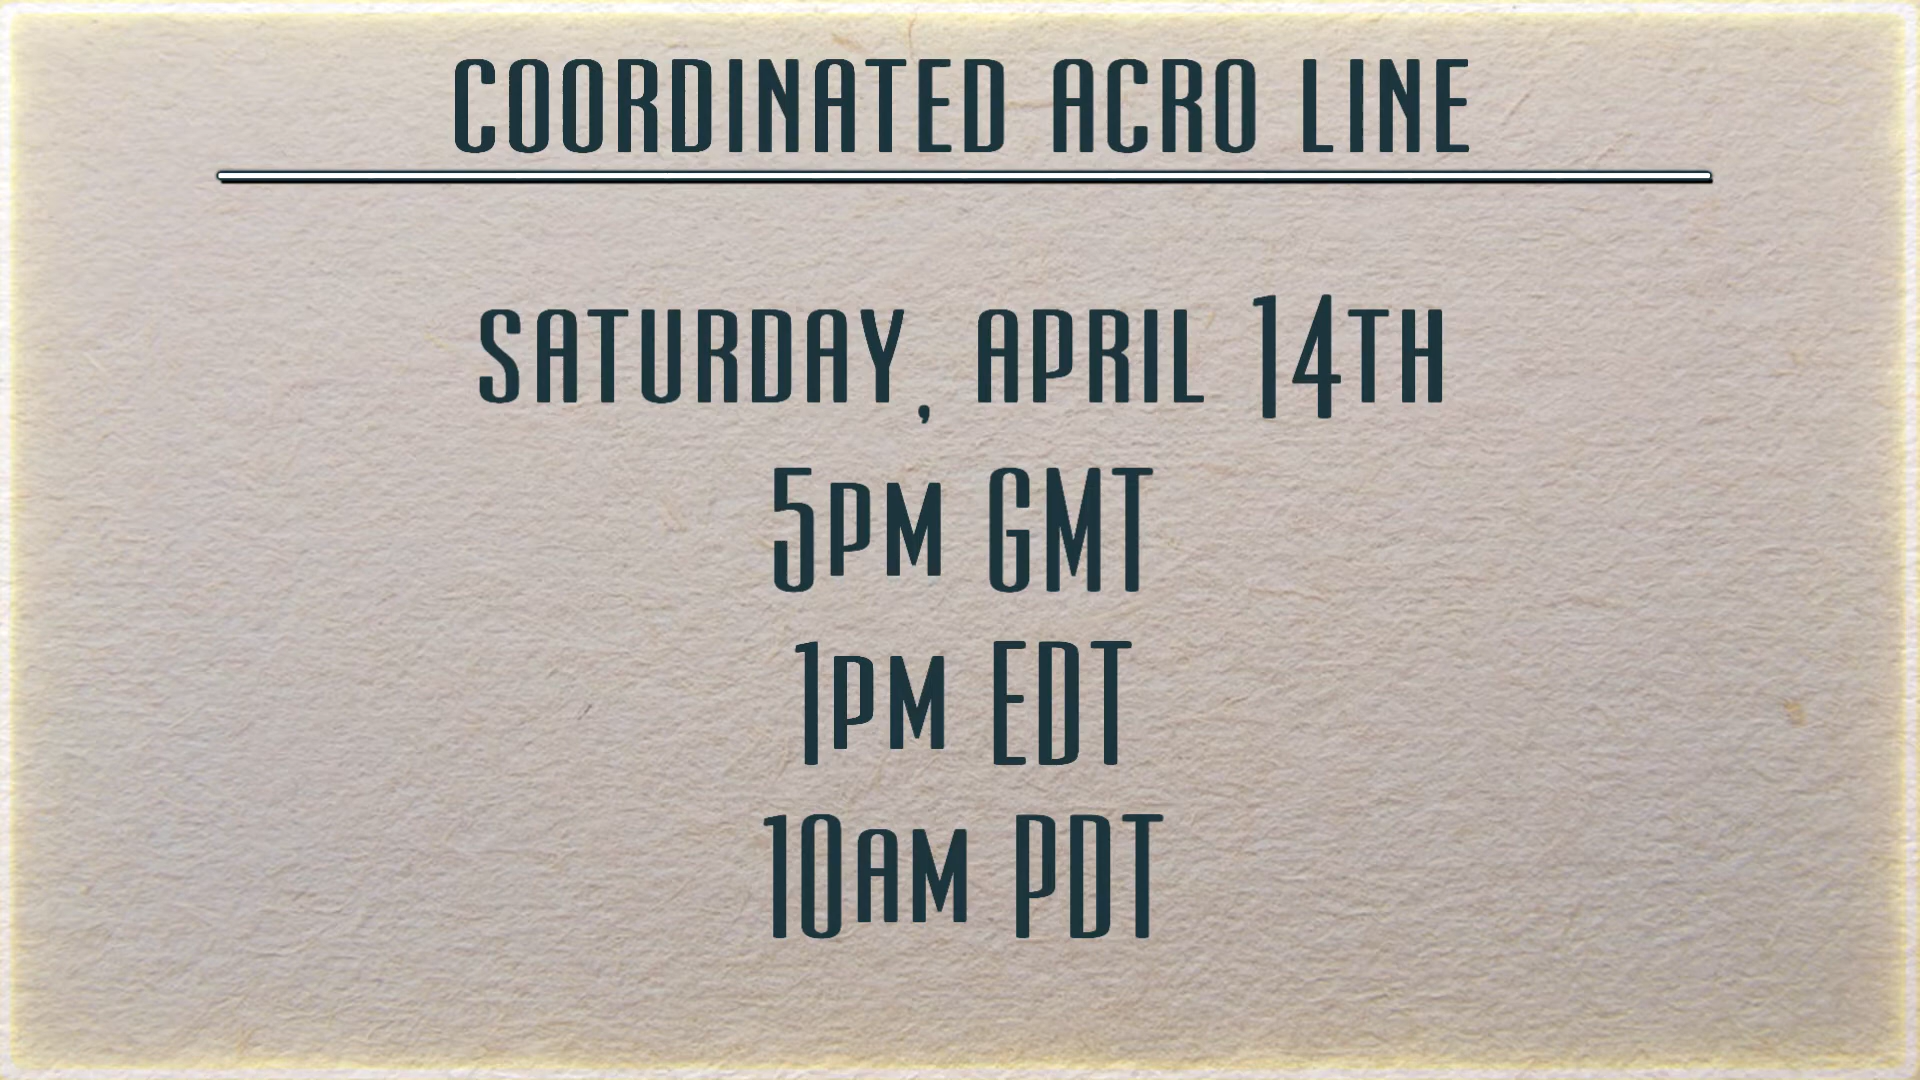 COORDINATED ACRO LINE
SATURDAY, APRIL 14TH
5PM GMT
1PM EDT
10AM PDT